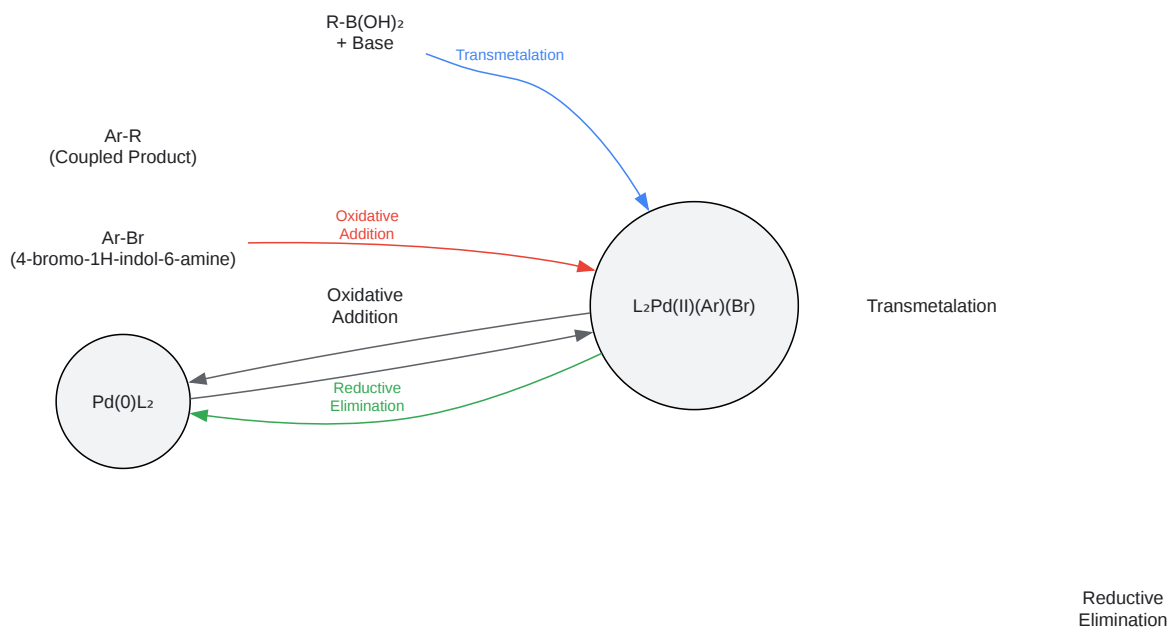 R-B(OH)₂
+ Base
Transmetalation
Ar-R
(Coupled Product)
Oxidative
Addition
Ar-Br
(4-bromo-1H-indol-6-amine)
Oxidative
Addition
L₂Pd(II)(Ar)(Br)
Transmetalation
Pd(0)L₂
Reductive
Elimination
Reductive
Elimination